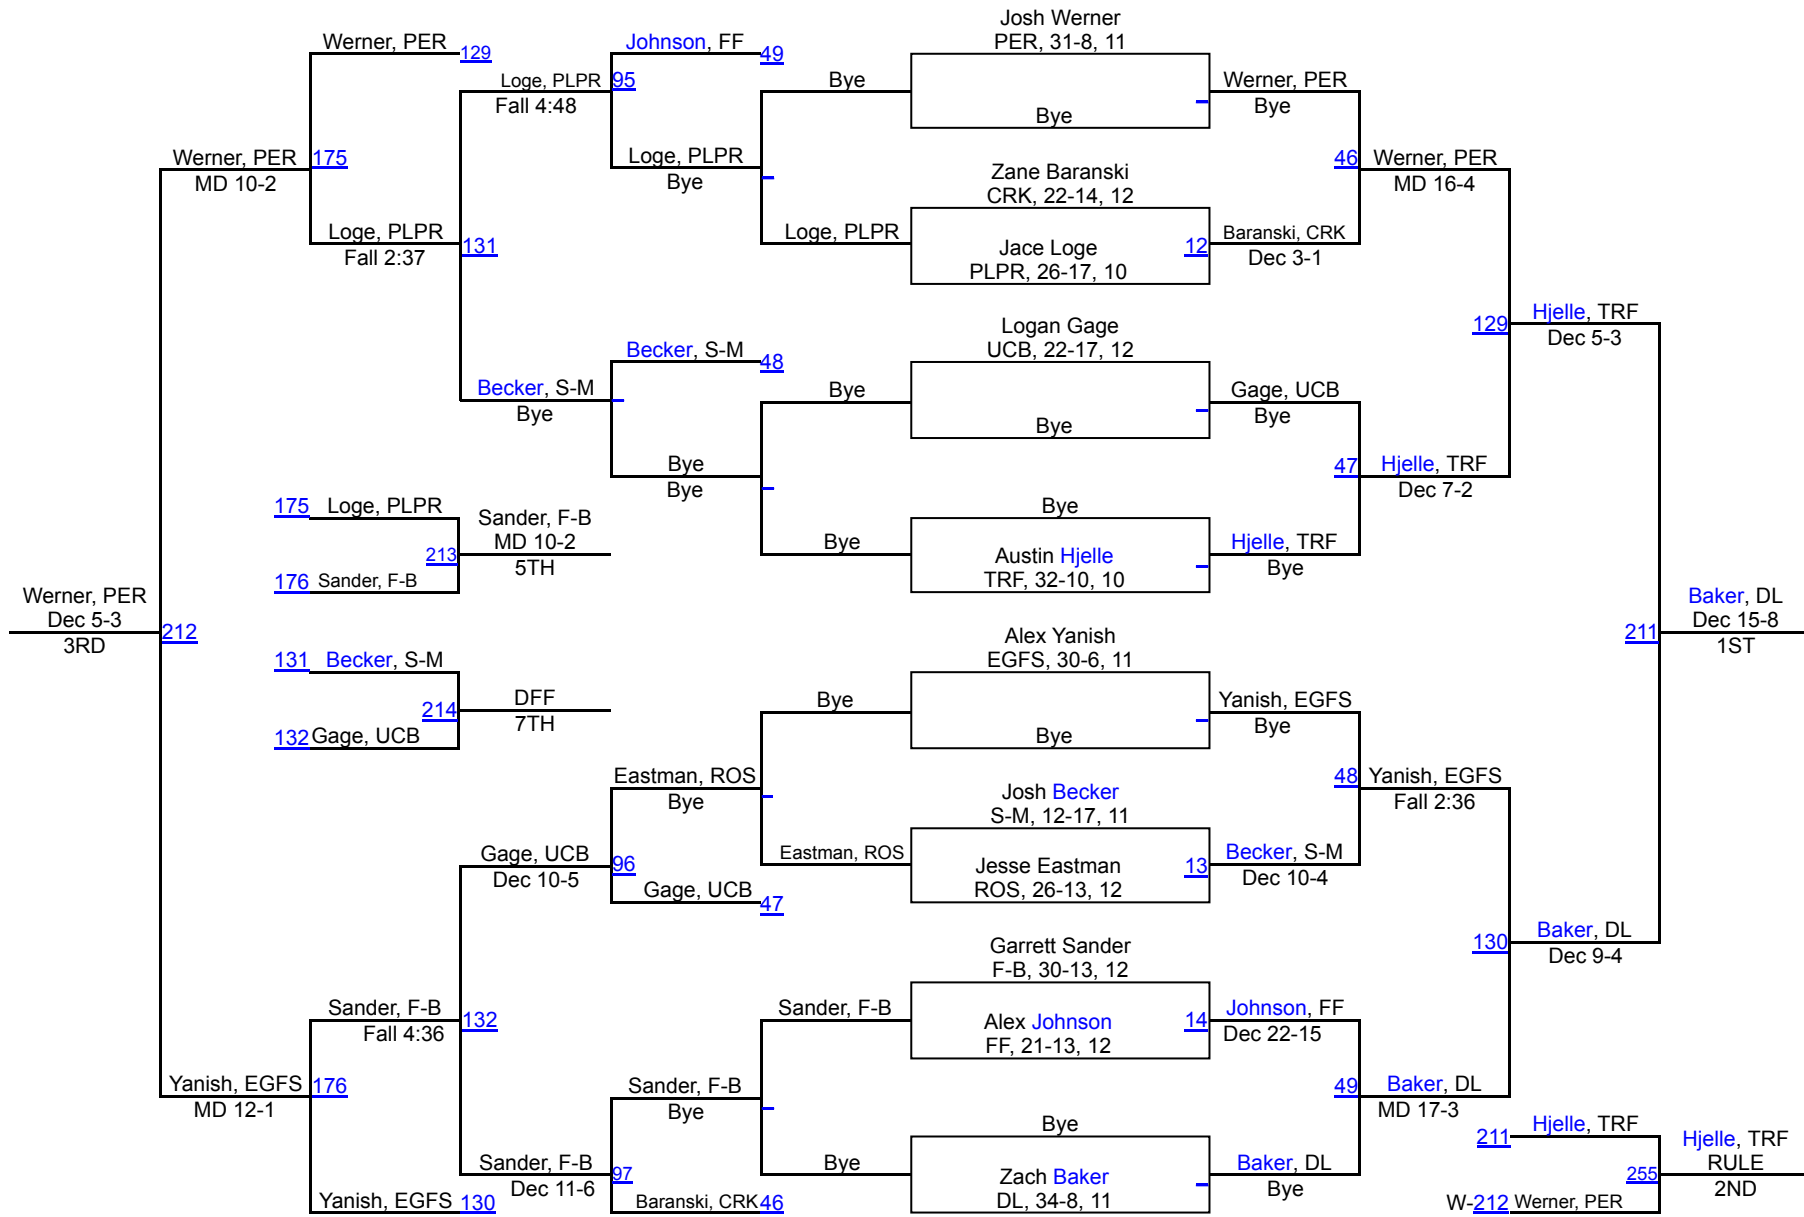 Josh Werner
PER, 31-8, 11
Werner, PER
129
Johnson, FF
49
Loge, PLPR
95
Fall 4:48
Bye
Bye
Werner, PER
Bye
Werner, PER
175
MD 10-2
Loge, PLPR
Bye
Zane Baranski
CRK, 22-14, 12
46
Werner, PER
MD 16-4
Loge, PLPR
Fall 2:37
131
Loge, PLPR
Jace Loge
PLPR, 26-17, 10
12
Baranski, CRK
Dec 3-1
Logan Gage
UCB, 22-17, 12
129
Hjelle, TRF
Dec 5-3
Becker, S-M
48
Becker, S-M
Bye
Bye
Bye
Gage, UCB
Bye
Bye
Bye
47
Hjelle, TRF
Dec 7-2
175
Loge, PLPR
Sander, F-B
MD 10-2
213
5TH
176
Sander, F-B
Bye
Bye
Austin Hjelle
TRF, 32-10, 10
Hjelle, TRF
Bye
Werner, PER
Dec 5-3
212
3RD
Baker, DL
Dec 15-8
211
1ST
Alex Yanish
EGFS, 30-6, 11
131
Becker, S-M
214
DFF
7TH
132
Gage, UCB
Bye
Bye
Yanish, EGFS
Bye
Eastman, ROS
Bye
Josh Becker
S-M, 12-17, 11
48
Yanish, EGFS
Fall 2:36
Gage, UCB
Dec 10-5
96
Eastman, ROS
Jesse Eastman
ROS, 26-13, 12
13
Becker, S-M
Dec 10-4
Gage, UCB
47
Garrett Sander
F-B, 30-13, 12
130
Baker, DL
Dec 9-4
Sander, F-B
Fall 4:36
132
Sander, F-B
Alex Johnson
FF, 21-13, 12
14
Johnson, FF
Dec 22-15
Yanish, EGFS
176
MD 12-1
Sander, F-B
Bye
49
Baker, DL
MD 17-3
Bye
211
Hjelle, TRF
Hjelle, TRF
RULE
255
2ND
Sander, F-B
Dec 11-6
97
Bye
Zach Baker
DL, 34-8, 11
Baker, DL
Bye
Yanish, EGFS
130
Baranski, CRK
46
W-212
Werner, PER